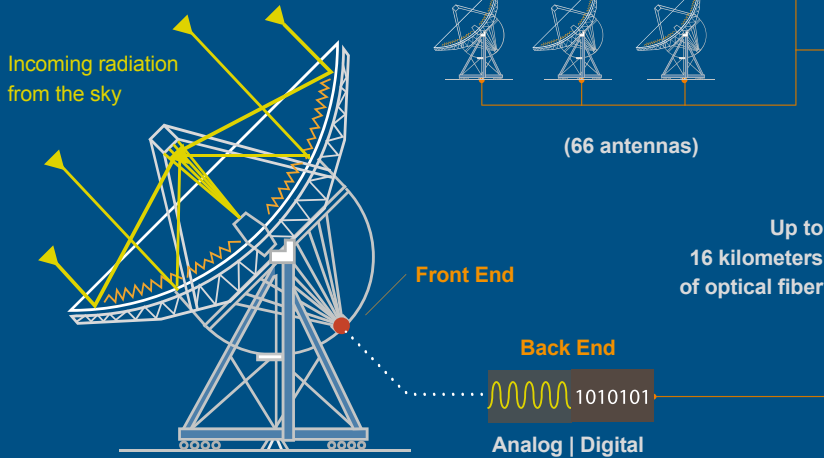 Incoming radiation
from the sky
(66 antennas)
Up to
16 kilometers
of optical fiber
Front End
Back End
1010101
Analog | Digital